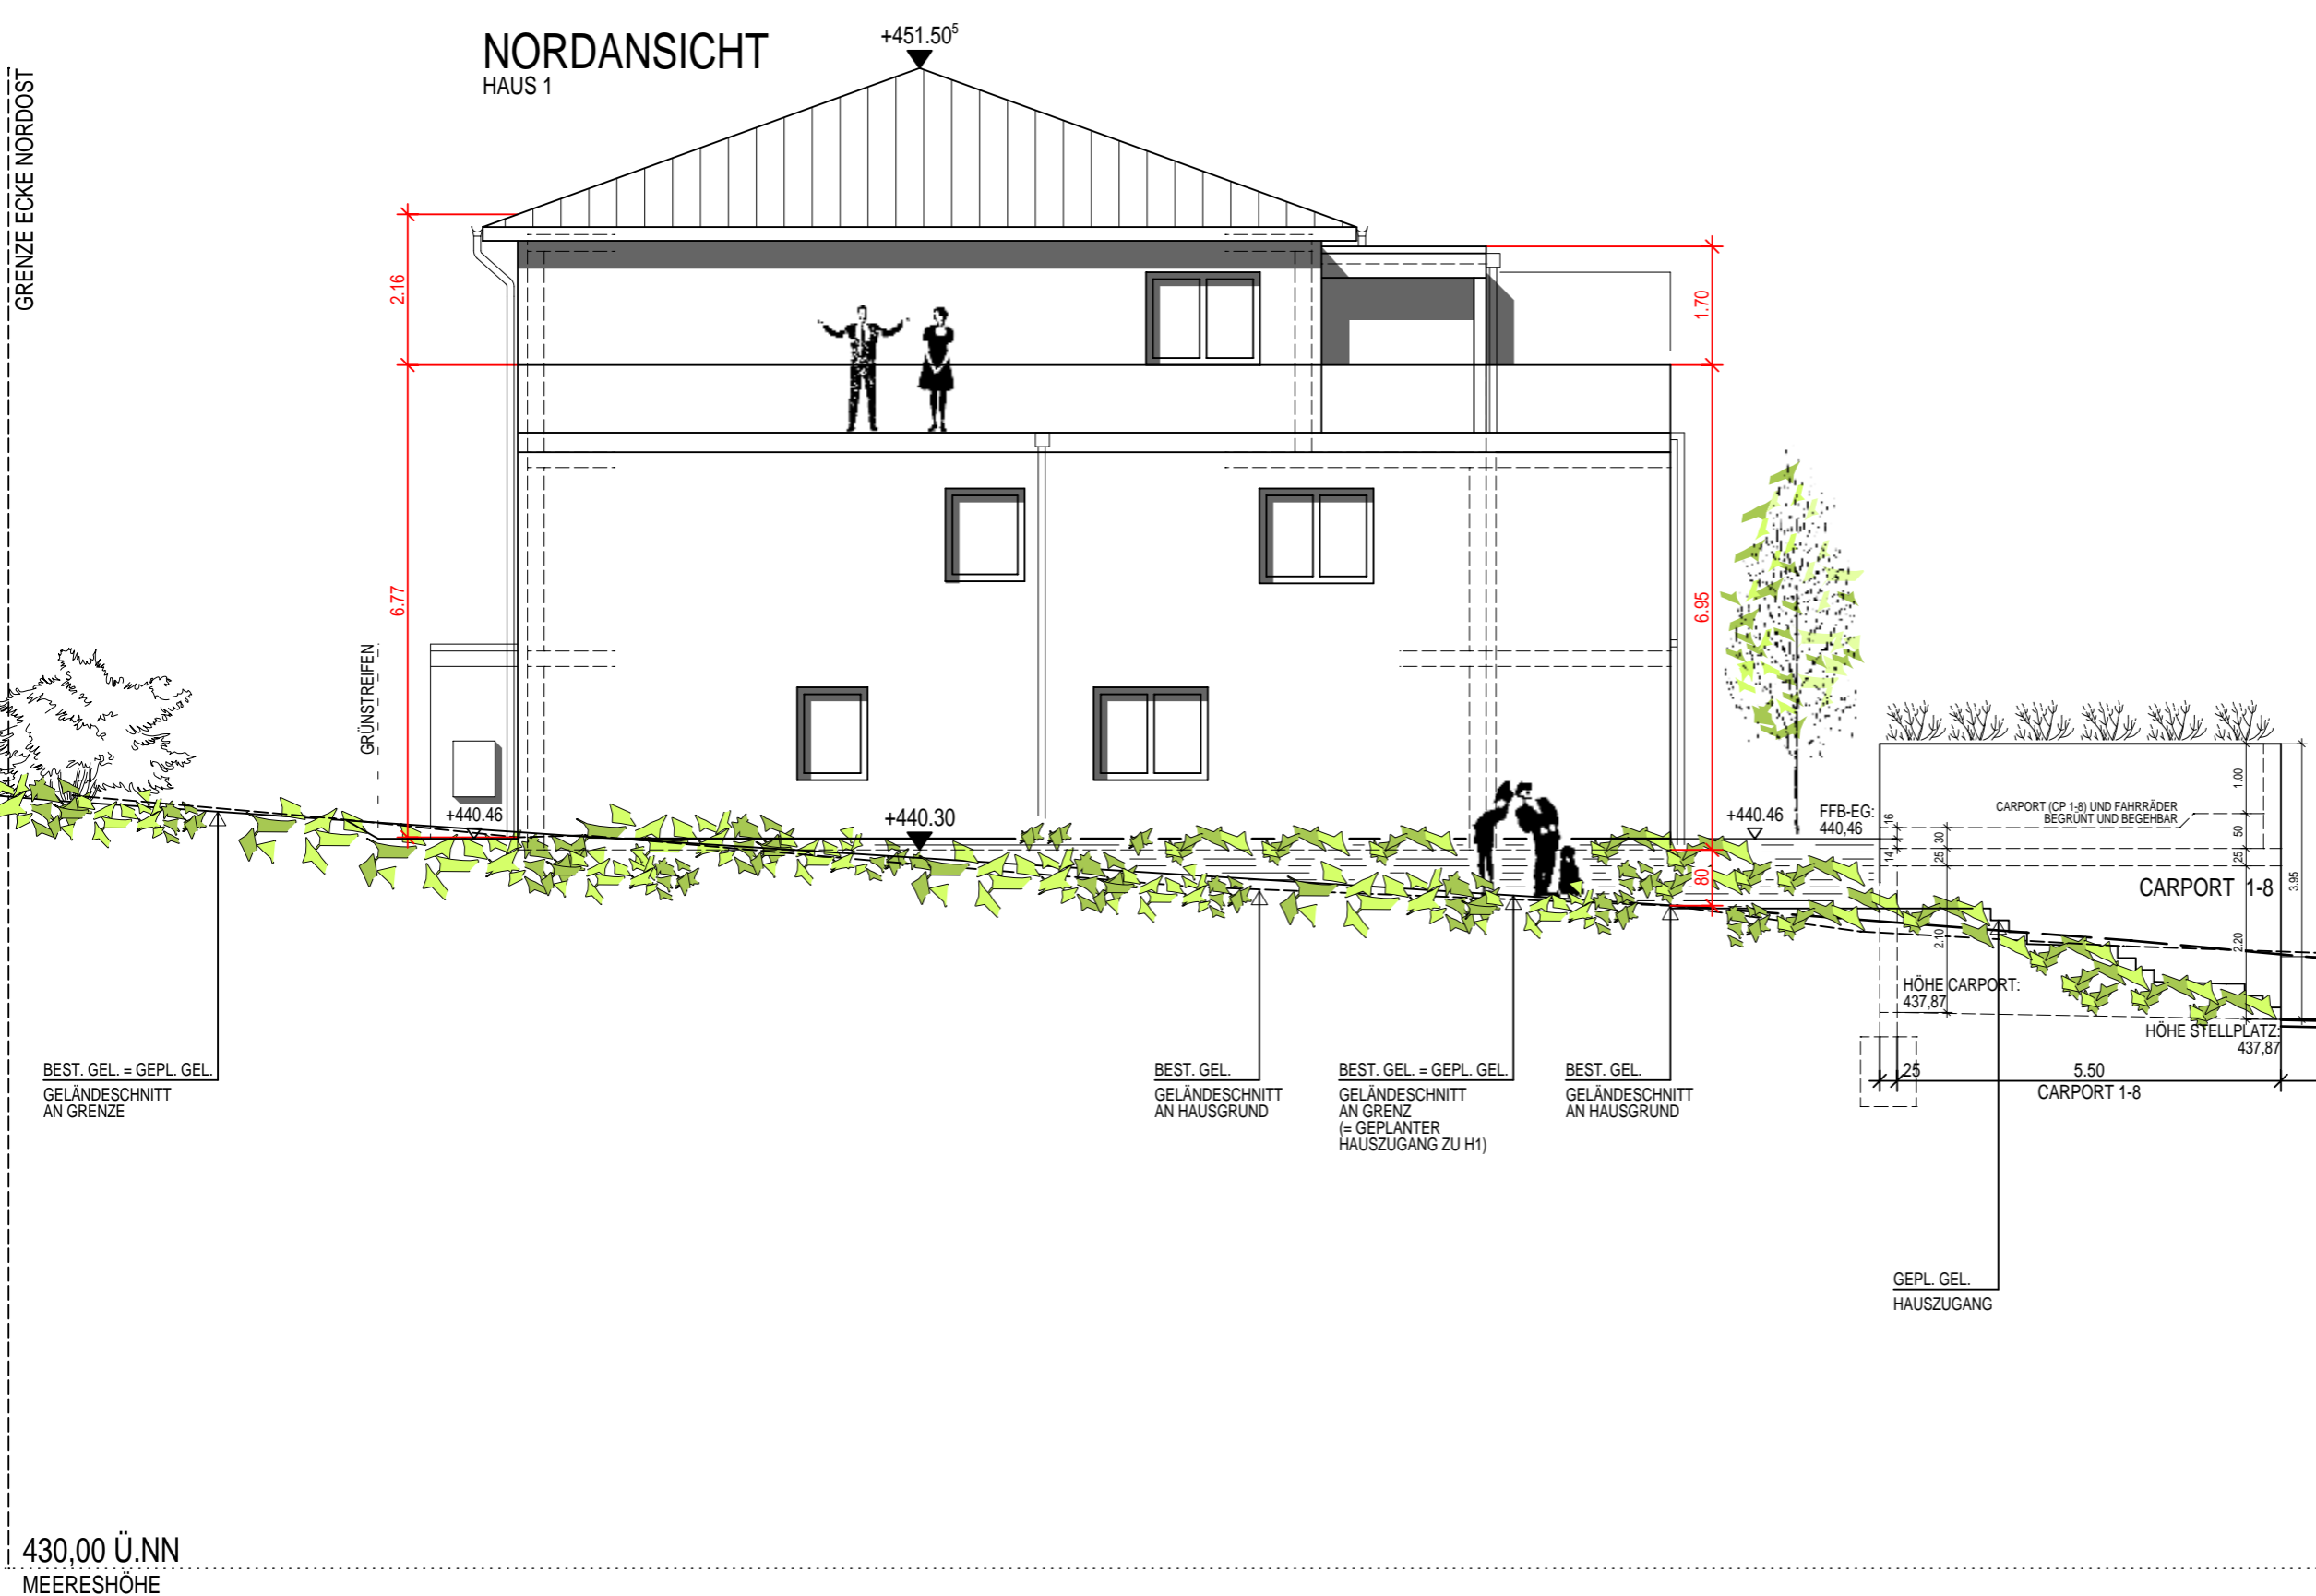 NORDANSICHT
HAUS 1
+451.50⁵
GRENZE ECKE NORDOST
2.16
1.70
6.77
6.95
GRÜNSTREIFEN
+440.46
+440.30
+440.46
FFB-EG:
440,46
80
16
14
30
25
2.10
CARPORT (CP 1-8) UND FAHRRÄDER
BEGRÜNT UND BEGEHBAR
1.00
50
25
2.20
3.95
CARPORT 1-8
HÖHE CARPORT:
437,87
HÖHE STELLPLATZ:
437,87
25
5.50
CARPORT 1-8
BEST. GEL. = GEPL. GEL.
GELÄNDESCHNITT
AN GRENZE
BEST. GEL.
GELÄNDESCHNITT
AN HAUSGRUND
BEST. GEL. = GEPL. GEL.
GELÄNDESCHNITT
AN GRENZ
(= GEPLANTER
HAUSZUGANG ZU H1)
BEST. GEL.
GELÄNDESCHNITT
AN HAUSGRUND
GEPL. GEL.
HAUSZUGANG
430,00 Ü.NN
MEERESHÖHE